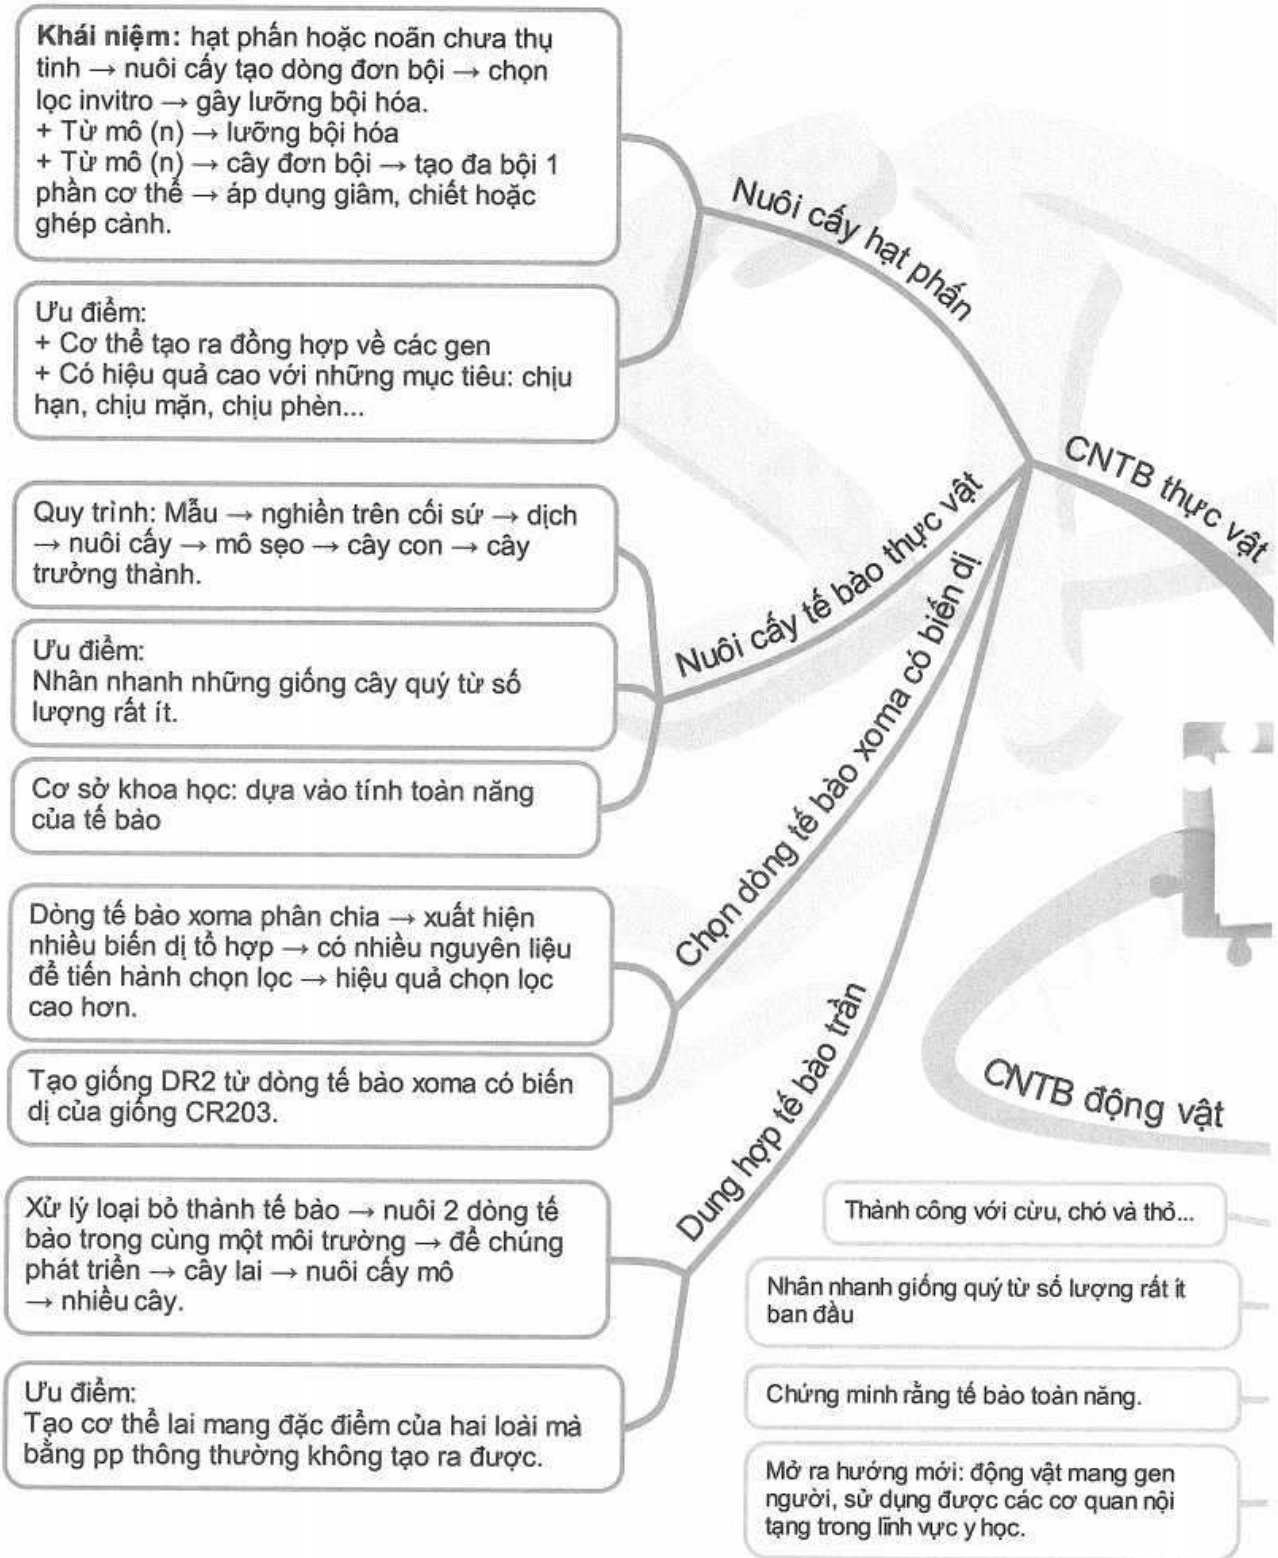 Khái niệm: hạt phấn hoặc noãn chưa thụ
tinh → nuôi cấy tạo dòng đơn bội → chọn
lọc invitro → gây lưỡng bội hóa.
+ Từ mô (n) → lưỡng bội hóa
+ Từ mô (n) → cây đơn bội → tạo đa bội 1
phần cơ thể → áp dụng giâm, chiết hoặc
ghép cành.
Ưu điểm:
+ Cơ thể tạo ra đồng hợp về các gen
+ Có hiệu quả cao với những mục tiêu: chịu
hạn, chịu mặn, chịu phèn...
Nuôi cấy hạt phấn
CNTB thực vật
Quy trình: Mẫu → nghiền trên cối sứ → dịch
→ nuôi cấy → mô sẹo → cây con → cây
trưởng thành.
Ưu điểm:
Nhân nhanh những giống cây quý từ số
lượng rất ít.
Cơ sở khoa học: dựa vào tính toàn năng
của tế bào
Nuôi cấy tế bào thực vật
Dòng tế bào xoma phân chia → xuất hiện
nhiều biến dị tổ hợp → có nhiều nguyên liệu
để tiến hành chọn lọc → hiệu quả chọn lọc
cao hơn.
Tạo giống DR2 từ dòng tế bào xoma có biến
dị của giống CR203.
Chọn dòng tế bào xoma có biến dị
Xử lý loại bỏ thành tế bào → nuôi 2 dòng tế
bào trong cùng một môi trường → để chúng
phát triển → cây lai → nuôi cấy mô
→ nhiều cây.
Ưu điểm:
Tạo cơ thể lai mang đặc điểm của hai loài mà
bằng pp thông thường không tạo ra được.
Dung hợp tế bào trần
CNTB động vật
Thành công với cừu, chó và thỏ...
Nhân nhanh giống quý từ số lượng rất ít
ban đầu
Chứng minh rằng tế bào toàn năng.
Mở ra hướng mới: động vật mang gen
người, sử dụng được các cơ quan nội
tạng trong lĩnh vực y học.